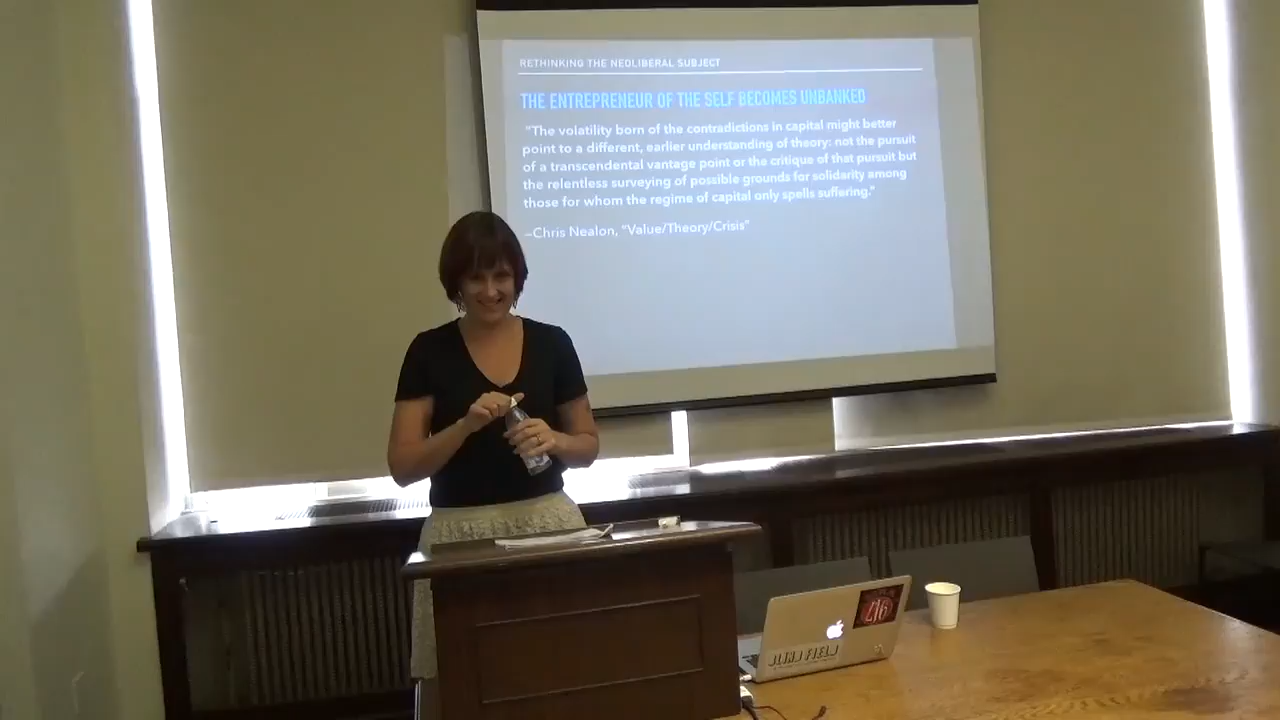 RETHINKING THE NEOLIBERAL SUBJECT
THE ENTREPRENEUR OF THE SELF BECOMES UNBANKED
"The volatility born of the contradictions in capital might better
point to a different, earlier understanding of theory: not the pursuit
of a transcendental vantage point or the critique of that pursuit but
the relentless surveying of possible grounds for solidarity among
those for whom the regime of capital only spells suffering."
—Chris Nealon, "Value/Theory/Crisis"